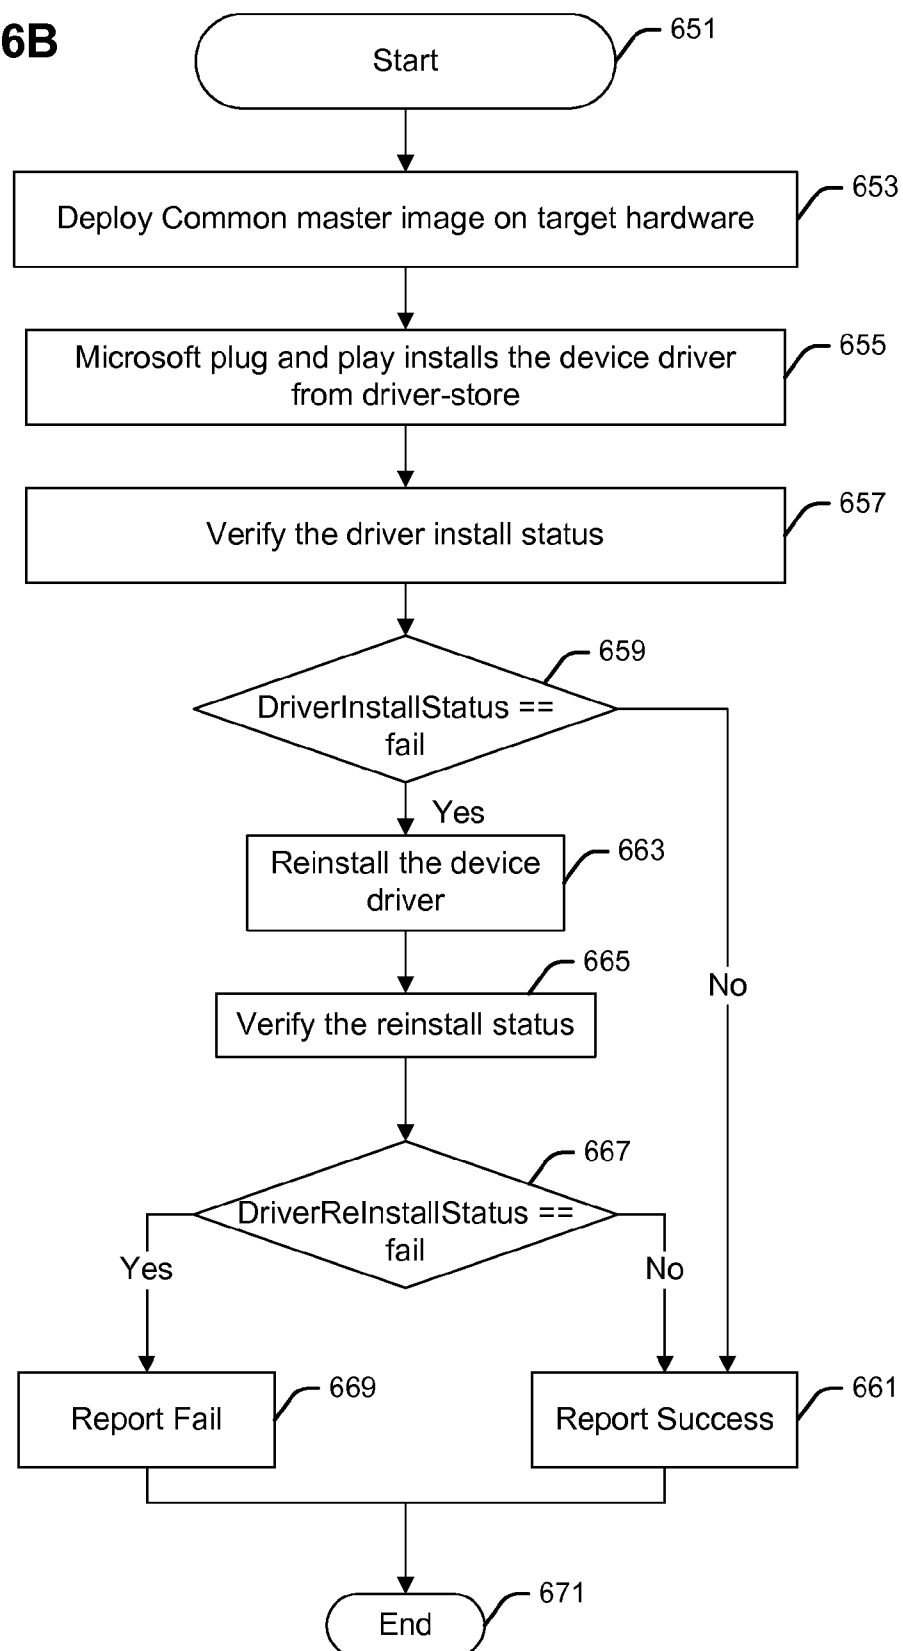 6B
Start
651
Deploy Common master image on target hardware
653
Microsoft plug and play installs the device driver
from driver-store
655
Verify the driver install status
657
659
DriverInstallStatus ==
fail
Yes
Reinstall the device
driver
663
665
No
Verify the reinstall status
667
DriverReInstallStatus ==
fail
Yes
No
Report Fail
669
Report Success
661
End
671